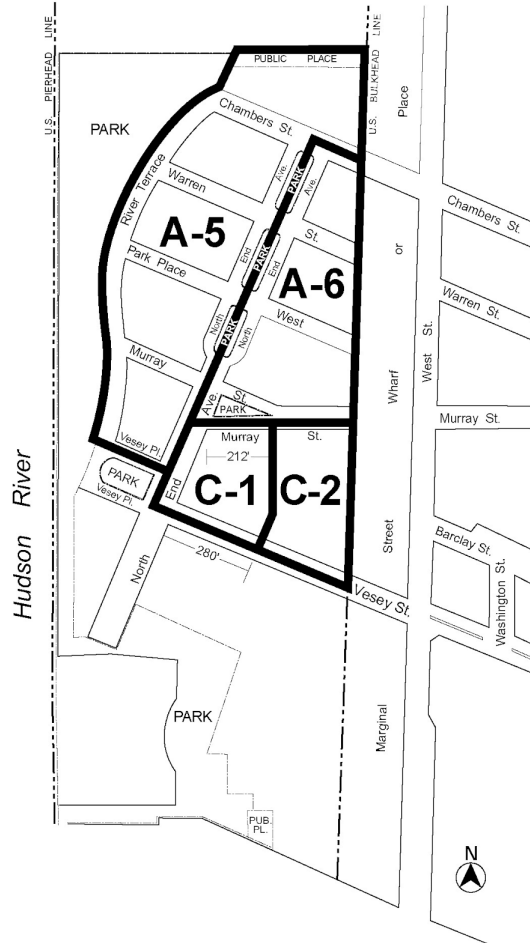 U.S. PIERHEAD LINE
U.S. BULKHEAD LINE
PUBLIC PLACE
Place
PARK
Chambers St.
Ave.
PARK
Ave.
River Terrace
Warren
St.
Chambers St.
A-5
End
PARK
End
A-6
or
Park Place
Warren St.
North
PARK
North
West
West St.
Murray
Wharf
Ave.
St.
PARK
Murray St.
Vesey Pl.
Murray
St.
212'
PARK
Vesey Pl.
End
C-1
C-2
Hudson River
Street
Barclay St.
280'
North
Vesey St.
Washington St.
PARK
Marginal
PUB.
PL.
N